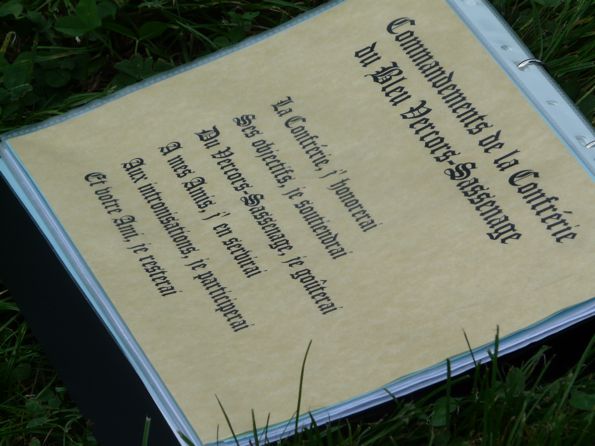 Commandements de la Confrérie
du Bleu Vercors-Sassenage
La Confrérie, j' honorerai
Ses objectifs, je soutiendrai
Du Vercors-Sassenage, je goûterai
A mes Amis, j' en servirai
Aux intronisations, je participerai
Et votre Ami, je resterai